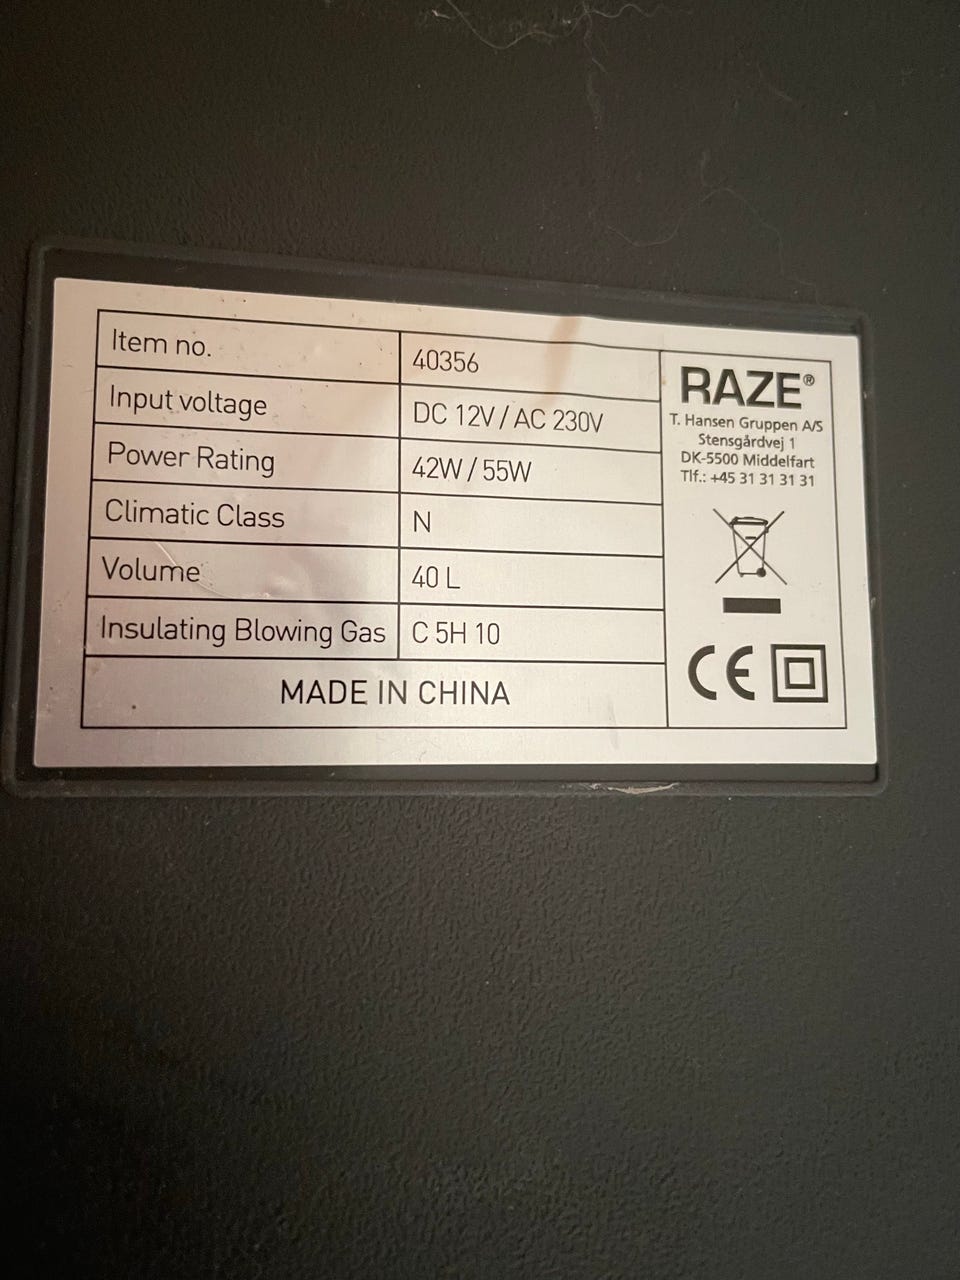 Item no. 40356
Input voltage DC 12V / AC 230V
Power Rating 42W / 55W
Climatic Class N
Volume 40 L
Insulating Blowing Gas C 5H 10
MADE IN CHINA
RAZE®
T. Hansen Gruppen A/S
Stensgårdvej 1
DK-5500 Middelfart
Tlf.: +45 31 31 31 31
CE